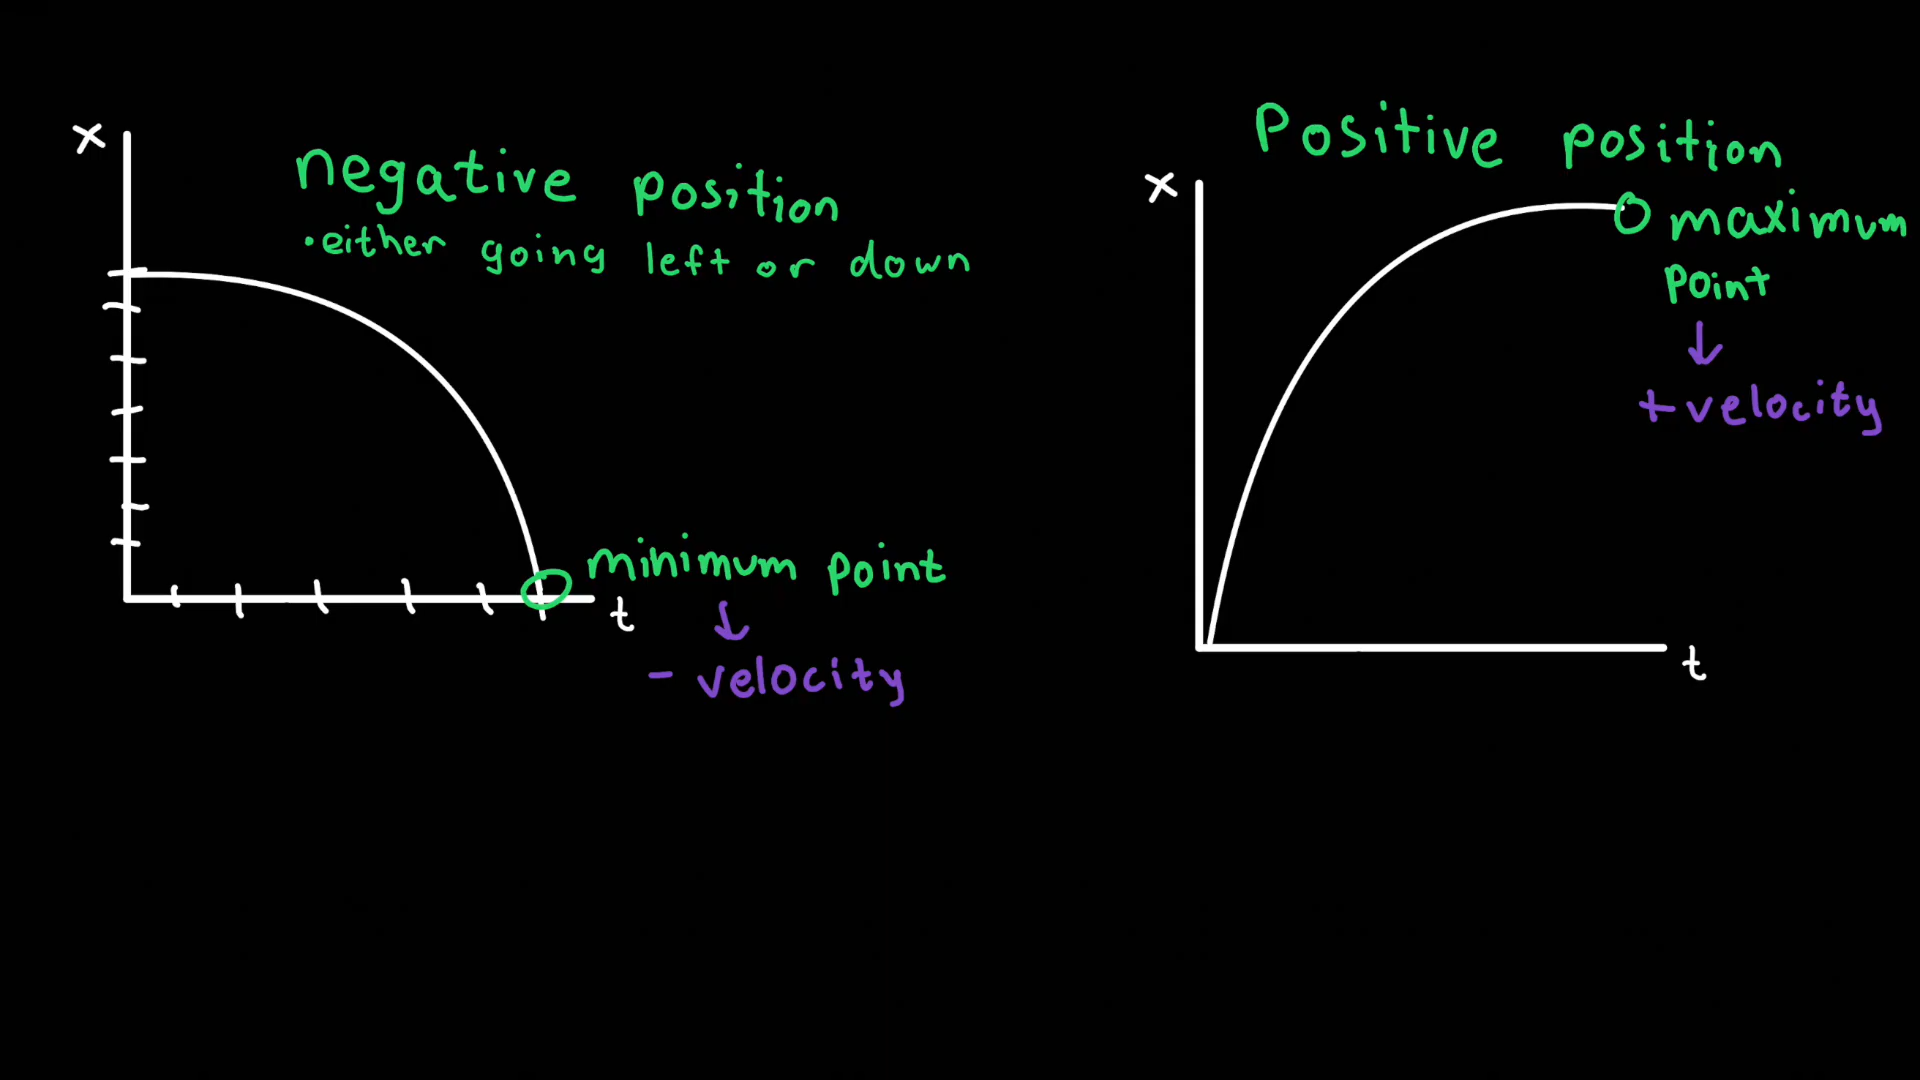 x
negative position
• either going left or down
minimum point
t
↓
- velocity
Positive position
x
maximum
point
↓
+ velocity
t